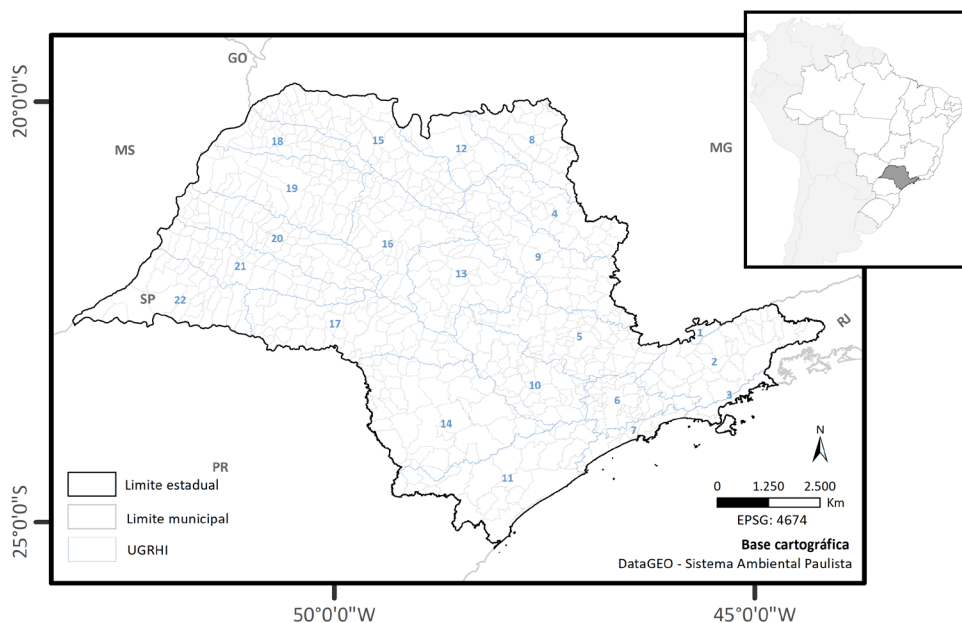 GO
20°0'0"S
MS
MG
18
15
12
8
19
4
20
16
9
21
13
SP
22
17
5
1
RJ
2
10
6
3
14
7
N
PR
11
Limite estadual
0 1.250 2.500
Km
Limite municipal
EPSG: 4674
25°0'0"S
Base cartográfica
UGRHI
DataGEO - Sistema Ambiental Paulista
50°0'0"W
45°0'0"W